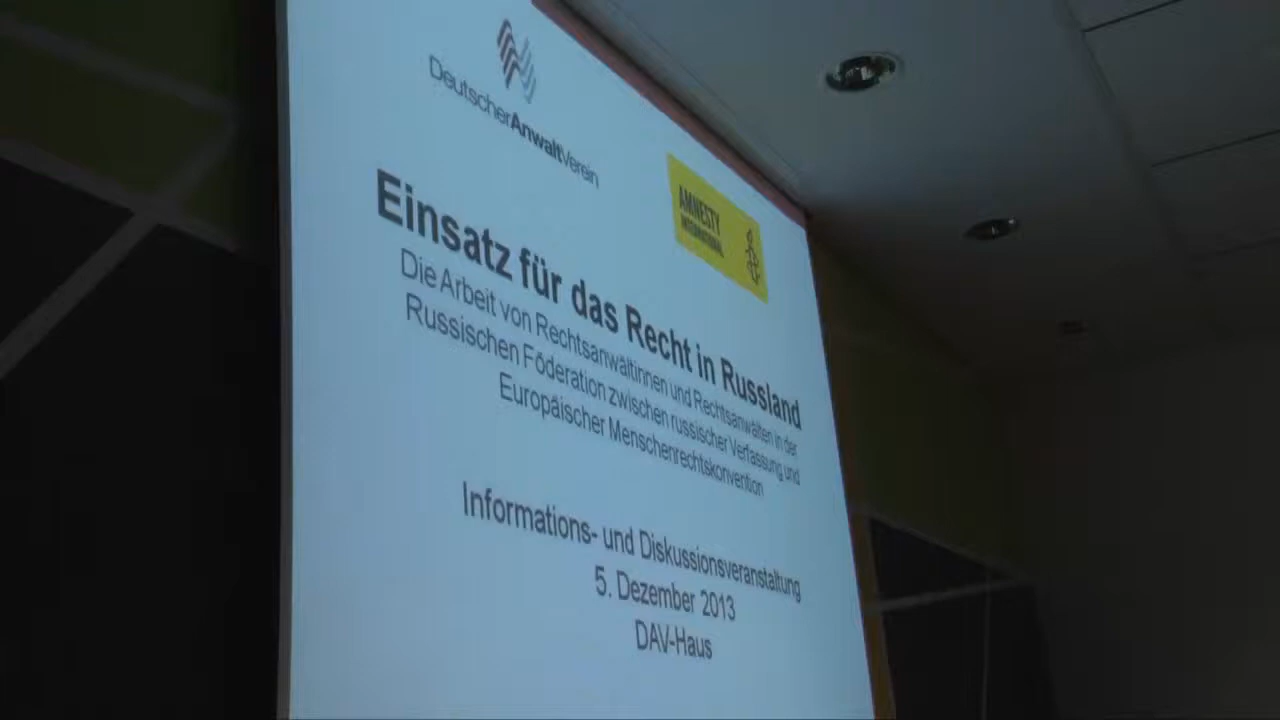 DeutscherAnwaltVerein
AMNESTY
INTERNATIONAL
Einsatz für das Recht in Russland
Die Arbeit von Rechtsanwältinnen und Rechtsanwälten in der
Russischen Föderation zwischen russischer Verfassung und
Europäischer Menschenrechtskonvention
Informations- und Diskussionsveranstaltung
5. Dezember 2013
DAV-Haus